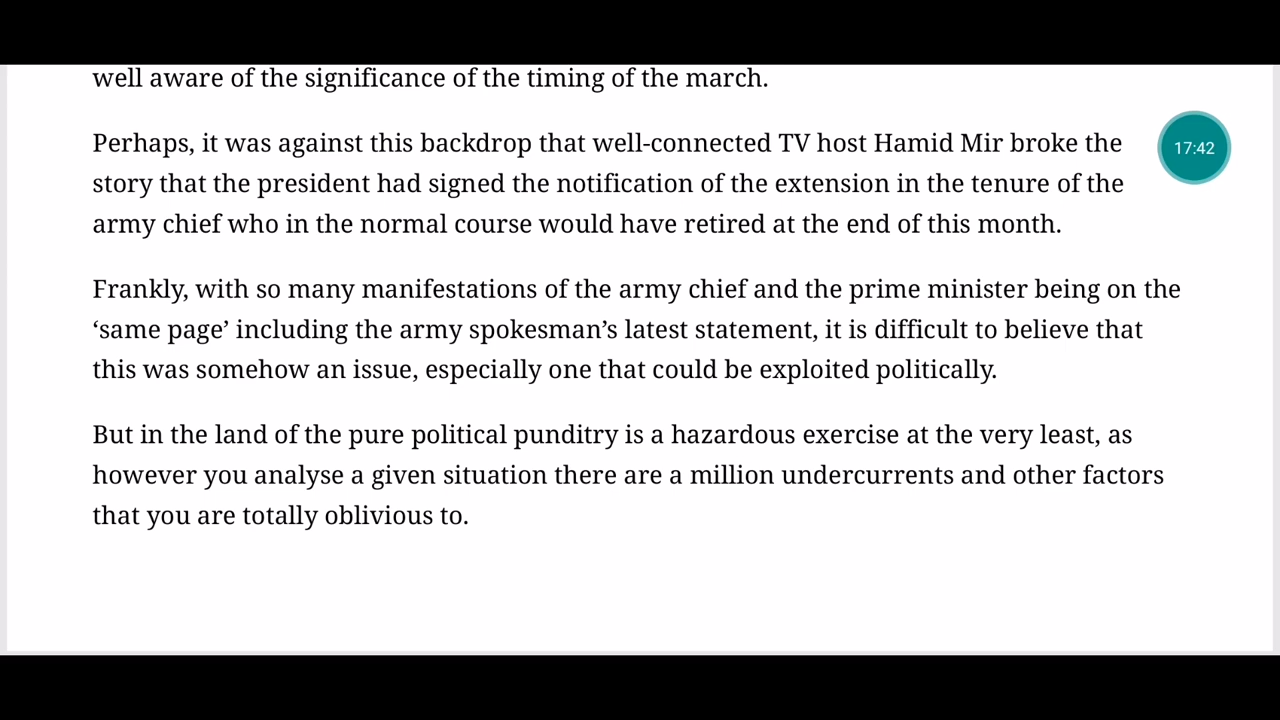 well aware of the significance of the timing of the march.
Perhaps, it was against this backdrop that well-connected TV host Hamid Mir broke the
story that the president had signed the notification of the extension in the tenure of the
army chief who in the normal course would have retired at the end of this month.
Frankly, with so many manifestations of the army chief and the prime minister being on the
‘same page’ including the army spokesman’s latest statement, it is difficult to believe that
this was somehow an issue, especially one that could be exploited politically.
But in the land of the pure political punditry is a hazardous exercise at the very least, as
however you analyse a given situation there are a million undercurrents and other factors
that you are totally oblivious to.
17:42